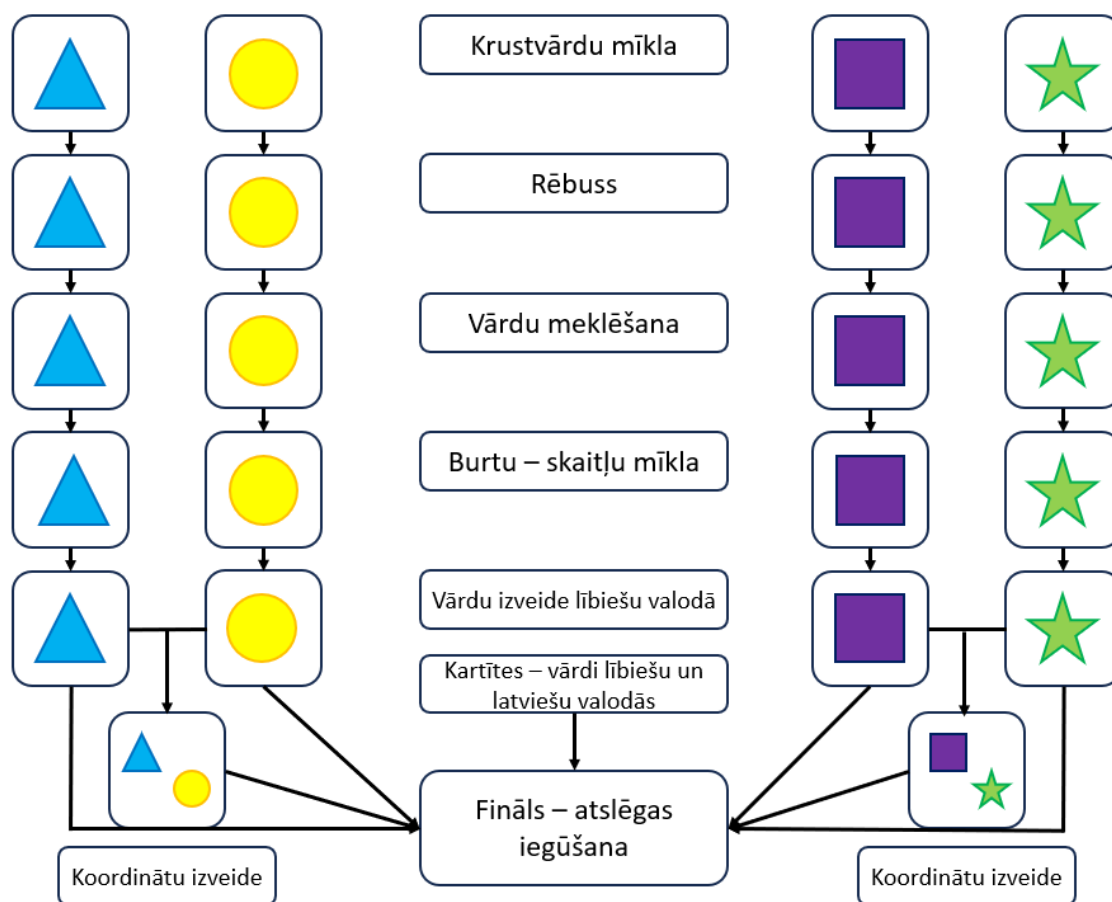 Krustvārdu mīkla
Rēbuss
Vārdu meklēšana
Burtu – skaitļu mīkla
Vārdu izveide lībiešu valodā
Kartītes – vārdi lībiešu un
latviešu valodās
Fināls – atslēgas
iegūšana
Koordinātu izveide
Koordinātu izveide